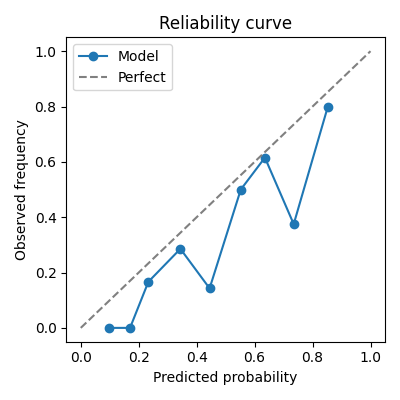 Reliability curve
Model
Perfect
Observed frequency
1.0
0.8
0.6
0.4
0.2
0.0
0.0 0.2 0.4 0.6 0.8 1.0
Predicted probability